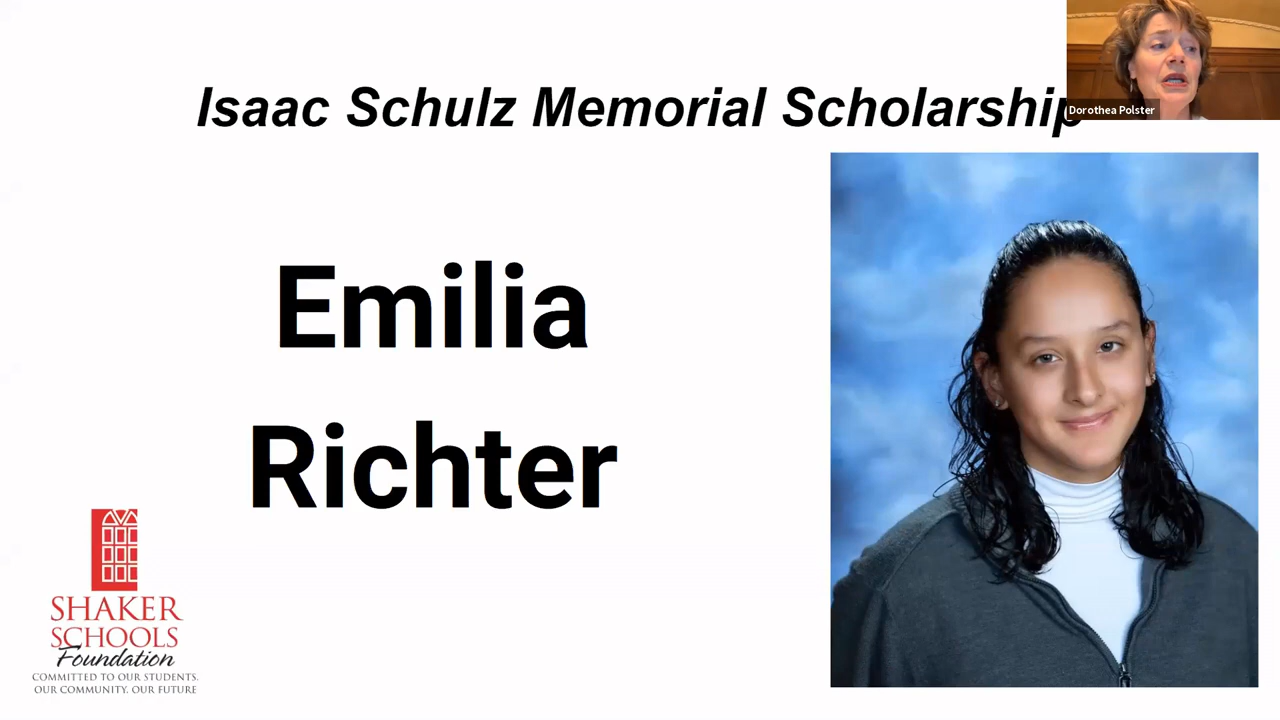 Isaac Schulz Memorial Scholarship
Dorothea Polster
Emilia
Richter
SHAKER
SCHOOLS
Foundation
COMMITTED TO OUR STUDENTS.
OUR COMMUNITY. OUR FUTURE